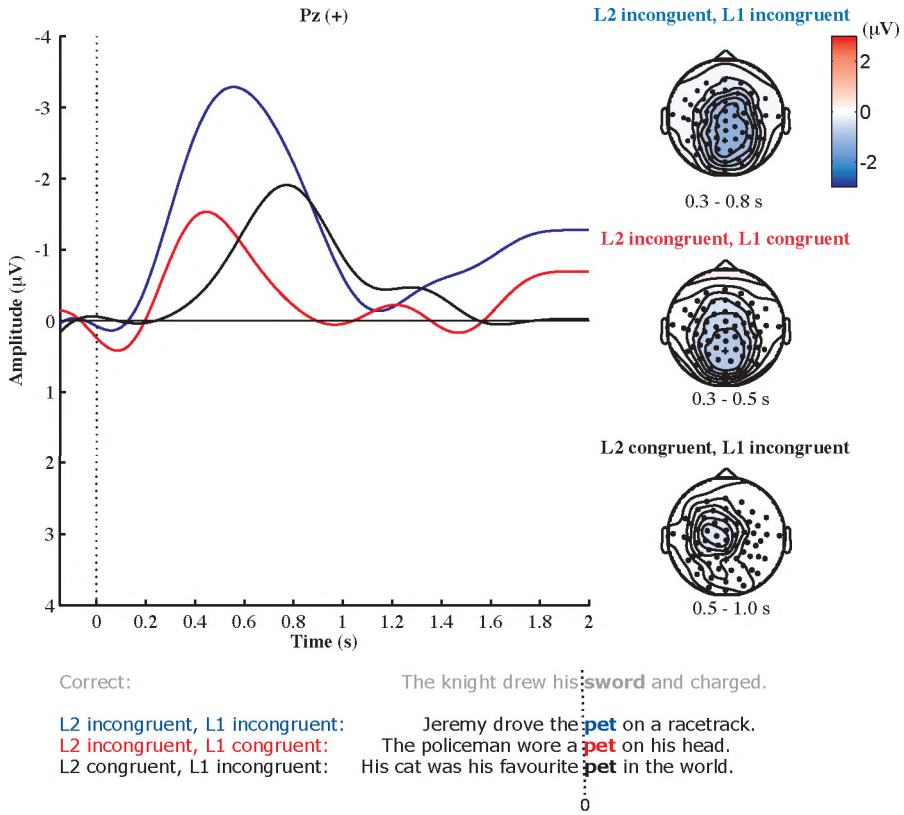 Pz (+)
L2 inconguent, L1 incongruent
(µV)
-4
-3
-2
-1
0
1
2
3
4
Amplitude (µV)
0
0.2
0.4
0.6
0.8
1
1.2
1.4
1.6
1.8
2
Time (s)
2
0
-2
0.3 - 0.8 s
L2 incongruent, L1 congruent
0.3 - 0.5 s
L2 congruent, L1 incongruent
0.5 - 1.0 s
Correct: The knight drew his sword and charged.
L2 incongruent, L1 incongruent: Jeremy drove the pet on a racetrack.
L2 incongruent, L1 congruent: The policeman wore a pet on his head.
L2 congruent, L1 incongruent: His cat was his favourite pet in the world.
0